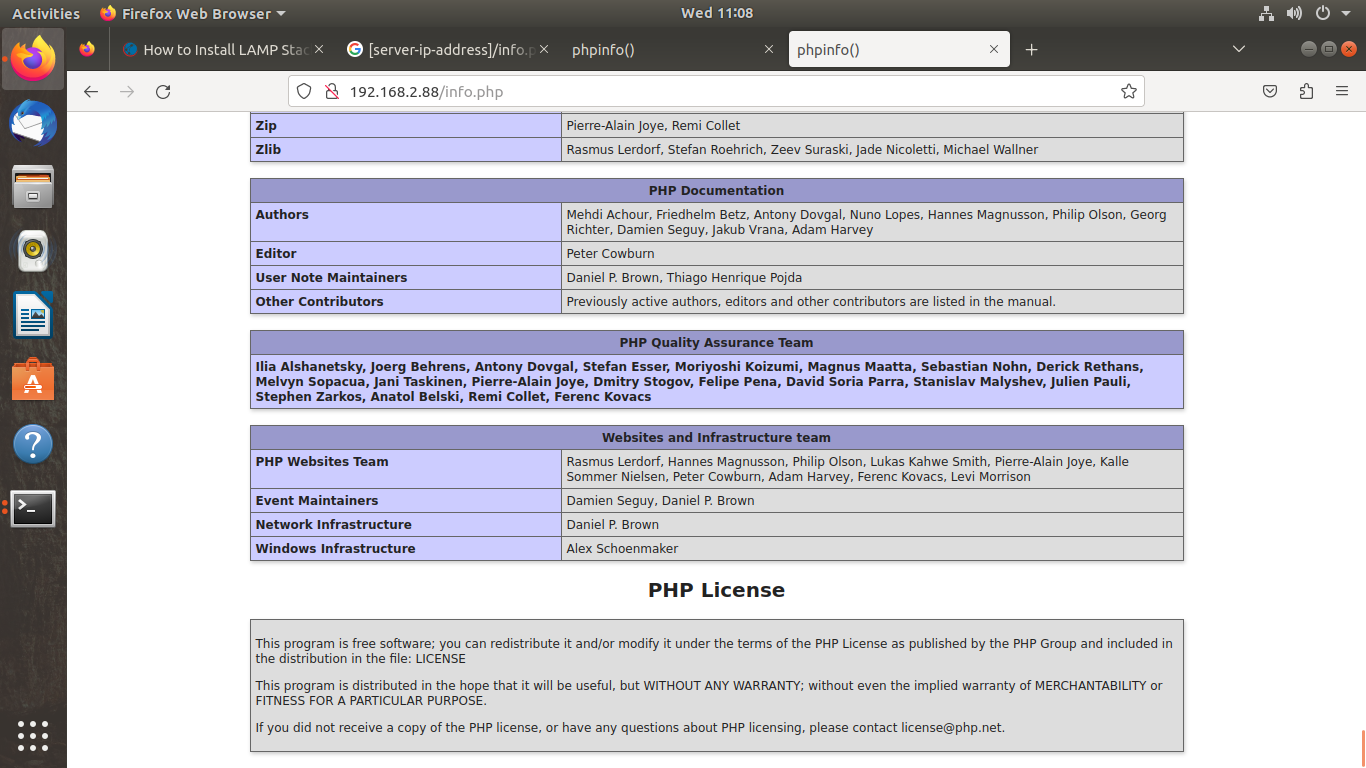 Activities
Firefox Web Browser
Wed 11:08
How to Install LAMP Stac
[server-ip-address]/info.p
phpinfo()
phpinfo()
192.168.2.88/info.php
Zip
Pierre-Alain Joye, Remi Collet
Zlib
Rasmus Lerdorf, Stefan Roehrich, Zeev Suraski, Jade Nicoletti, Michael Wallner
PHP Documentation
Authors
Mehdi Achour, Friedhelm Betz, Antony Dovgal, Nuno Lopes, Hannes Magnusson, Philip Olson, Georg
Richter, Damien Seguy, Jakub Vrana, Adam Harvey
Editor
Peter Cowburn
User Note Maintainers
Daniel P. Brown, Thiago Henrique Pojda
Other Contributors
Previously active authors, editors and other contributors are listed in the manual.
PHP Quality Assurance Team
Ilia Alshanetsky, Joerg Behrens, Antony Dovgal, Stefan Esser, Moriyoshi Koizumi, Magnus Maatta, Sebastian Nohn, Derick Rethans,
Melvyn Sopacua, Jani Taskinen, Pierre-Alain Joye, Dmitry Stogov, Felipe Pena, David Soria Parra, Stanislav Malyshev, Julien Pauli,
Stephen Zarkos, Anatol Belski, Remi Collet, Ferenc Kovacs
Websites and Infrastructure team
PHP Websites Team
Rasmus Lerdorf, Hannes Magnusson, Philip Olson, Lukas Kahwe Smith, Pierre-Alain Joye, Kalle
Sommer Nielsen, Peter Cowburn, Adam Harvey, Ferenc Kovacs, Levi Morrison
Event Maintainers
Damien Seguy, Daniel P. Brown
Network Infrastructure
Daniel P. Brown
Windows Infrastructure
Alex Schoenmaker
PHP License
This program is free software; you can redistribute it and/or modify it under the terms of the PHP License as published by the PHP Group and included in
the distribution in the file: LICENSE
This program is distributed in the hope that it will be useful, but WITHOUT ANY WARRANTY; without even the implied warranty of MERCHANTABILITY or
FITNESS FOR A PARTICULAR PURPOSE.
If you did not receive a copy of the PHP license, or have any questions about PHP licensing, please contact license@php.net.